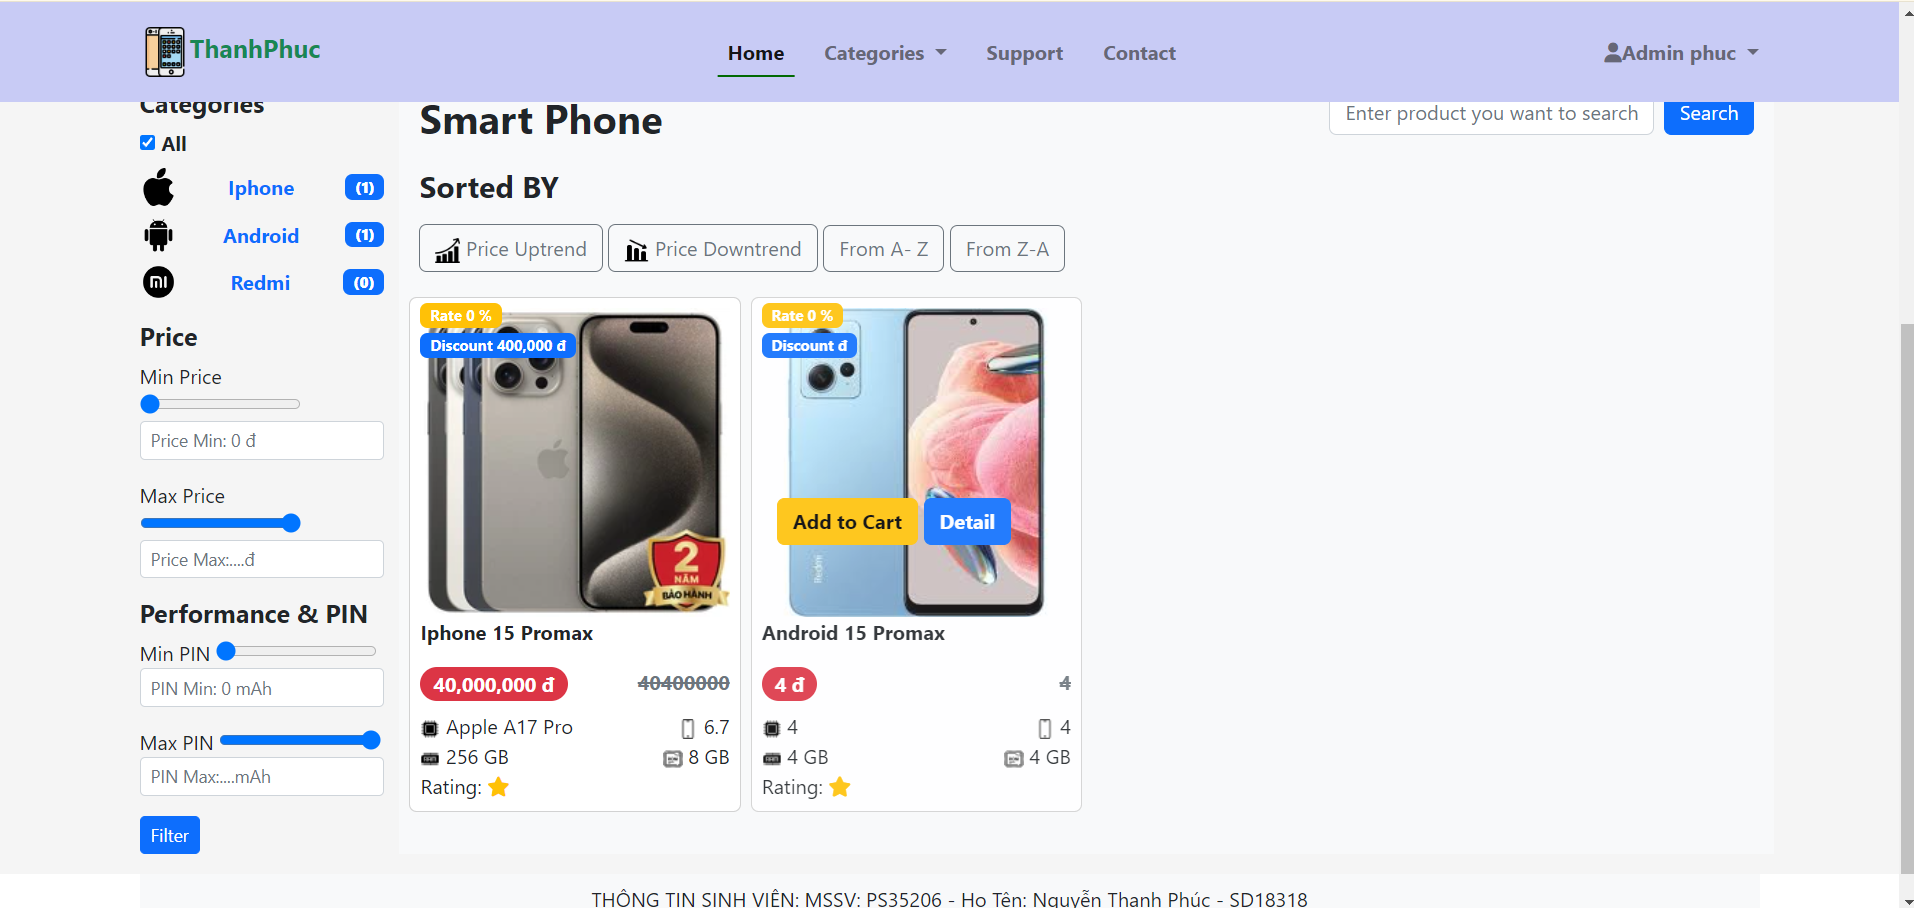 ThanhPhuc
Home
Categories
Support
Contact
Admin phuc
Categories
All
Iphone
(1)
Android
(1)
Redmi
(0)
Price
Min Price
Price Min: 0 đ
Max Price
Price Max:....đ
Performance & PIN
Min PIN
PIN Min: 0 mAh
Max PIN
PIN Max:....mAh
Filter
Smart Phone
Enter product you want to search
Search
Sorted BY
Price Uptrend
Price Downtrend
From A- Z
From Z-A
Rate 0 %
Discount 400,000 đ
2
NĂM
BẢO HÀNH
Iphone 15 Promax
40,000,000 đ
40400000
Apple A17 Pro
6.7
256 GB
8 GB
Rating:
Rate 0 %
Discount đ
Redmi
Add to Cart
Detail
Android 15 Promax
4 đ
4
4
4
4 GB
4 GB
Rating:
THÔNG TIN SINH VIÊN: MSSV: PS35206 - Họ Tên: Nguyễn Thanh Phúc - SD18318